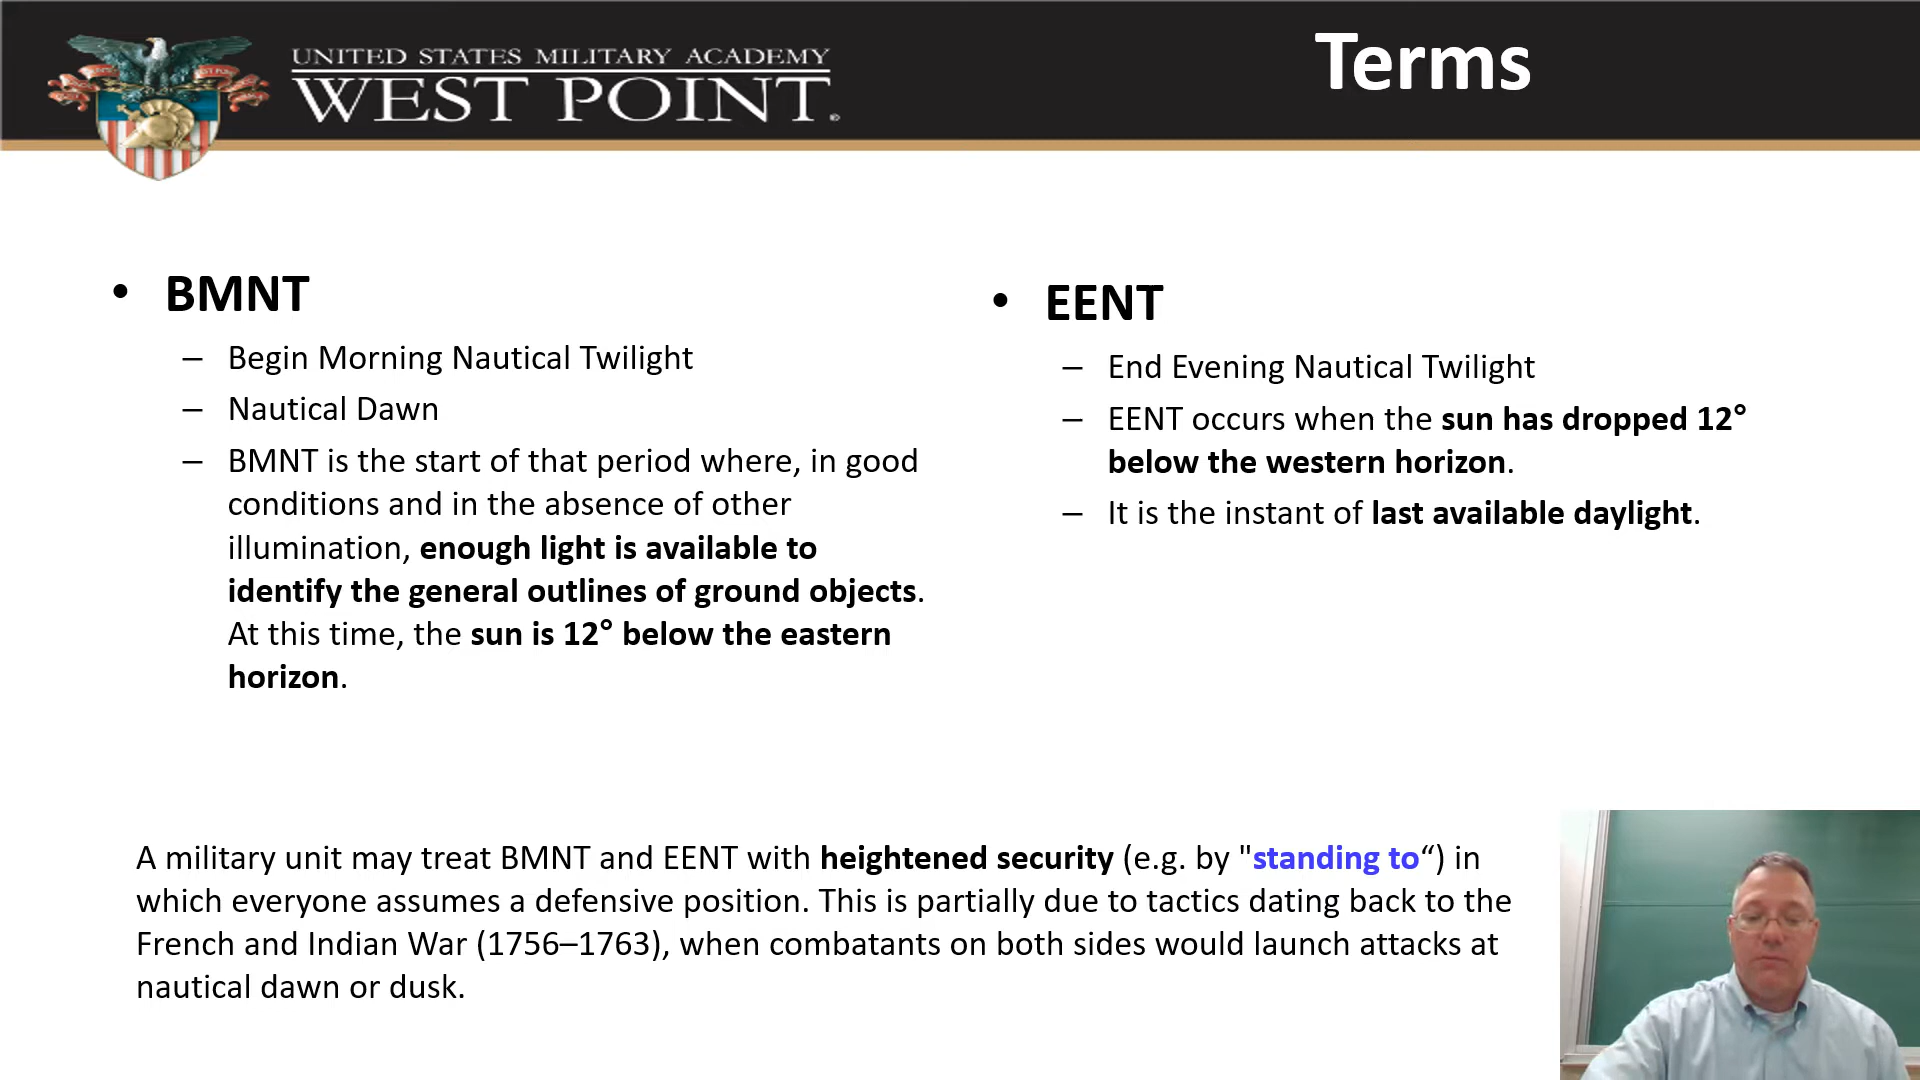 UNITED STATES MILITARY ACADEMY
WEST POINT®
Terms
• BMNT
– Begin Morning Nautical Twilight
– Nautical Dawn
– BMNT is the start of that period where, in good
conditions and in the absence of other
illumination, enough light is available to
identify the general outlines of ground objects.
At this time, the sun is 12° below the eastern
horizon.
• EENT
– End Evening Nautical Twilight
– EENT occurs when the sun has dropped 12°
below the western horizon.
– It is the instant of last available daylight.
A military unit may treat BMNT and EENT with heightened security (e.g. by "standing to“) in
which everyone assumes a defensive position. This is partially due to tactics dating back to the
French and Indian War (1756–1763), when combatants on both sides would launch attacks at
nautical dawn or dusk.